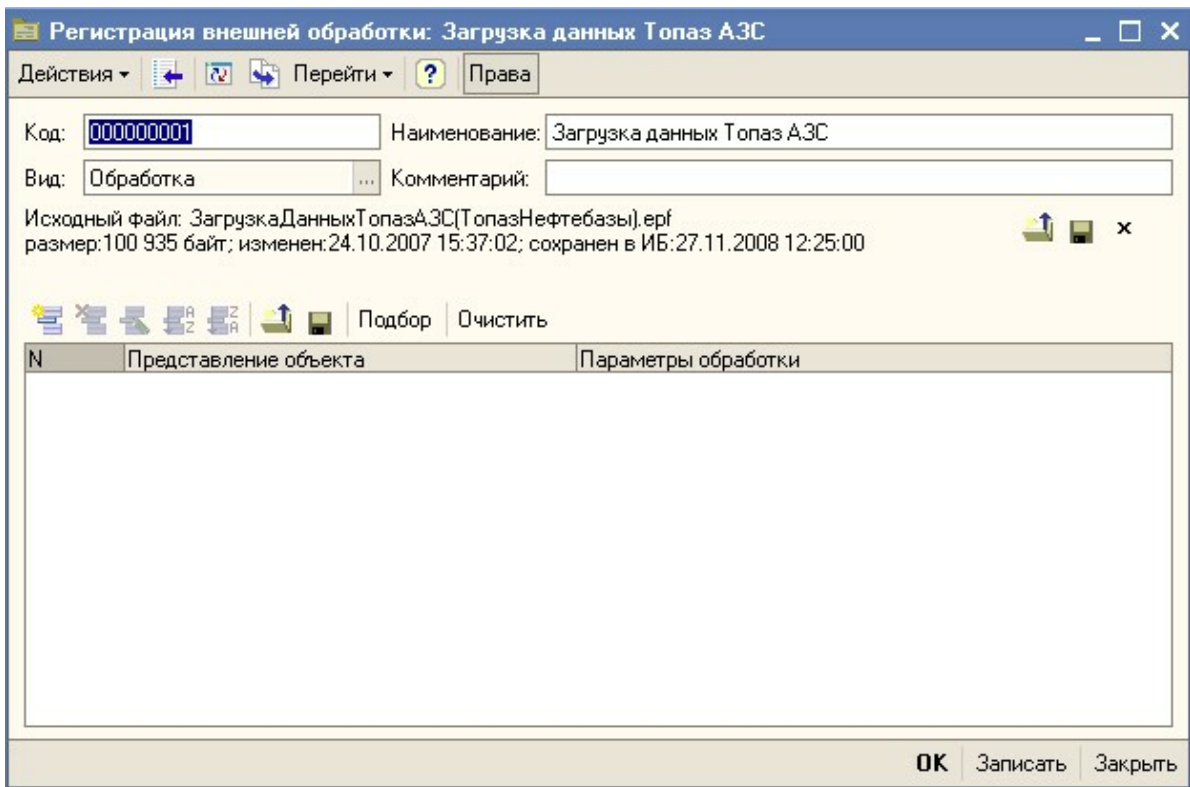 Регистрация внешней обработки: Загрузка данных Топаз АЗС
Действия Перейти ? Права
Код: 000000001 Наименование: Загрузка данных Топаз АЗС
Вид: Обработка ... Комментарий:
Исходный файл: ЗагрузкаДанныхТопазАЗС(ТопазНефтебазы).epf
размер:100 935 байт; изменен:24.10.2007 15:37:02; сохранен в ИБ:27.11.2008 12:25:00
Подбор Очистить
N Представление объекта Параметры обработки
OK Записать Закрыть